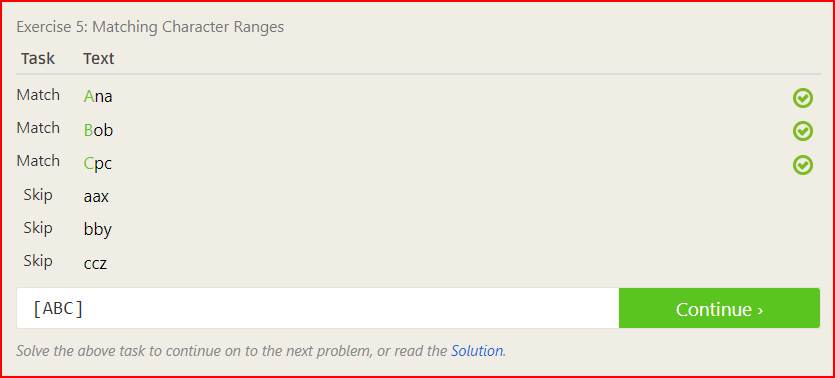 Exercise 5: Matching Character Ranges
Task Text
Match Ana
Match Bob
Match Cpc
Skip aax
Skip bby
Skip ccz
[ABC] Continue ›
Solve the above task to continue on to the next problem, or read the Solution.